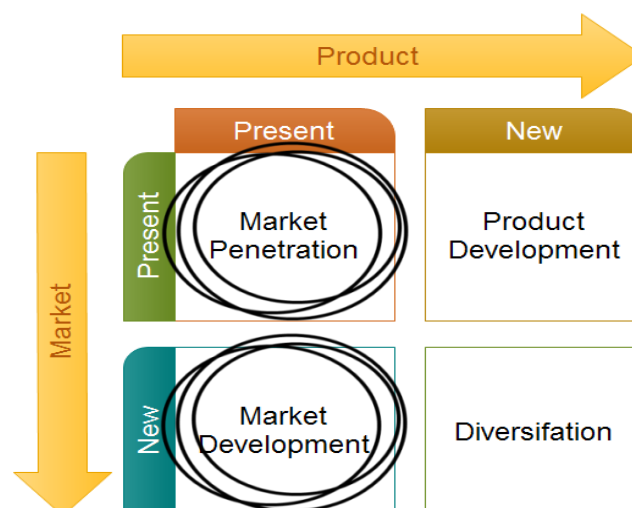 Product
Present
New
Market
Present
Market
Penetration
Product
Development
New
Market
Development
Diversifation